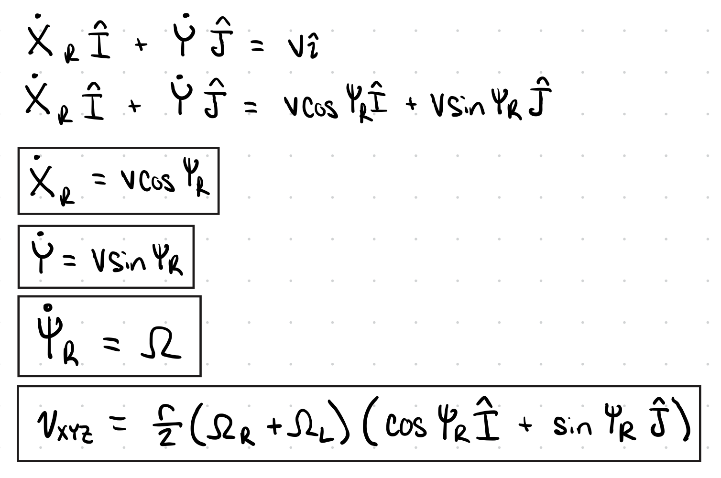 Ẋ_R Î + Ẏ Ĵ = v î
Ẋ_R Î + Ẏ Ĵ = v cos Ψ_R Î + v sin Ψ_R Ĵ
Ẋ_R = v cos Ψ_R
Ẏ = v sin Ψ_R
Ψ̇_R = Ω
v_XYZ = r/2 (Ω_R + Ω_L) (cos Ψ_R Î + sin Ψ_R Ĵ)